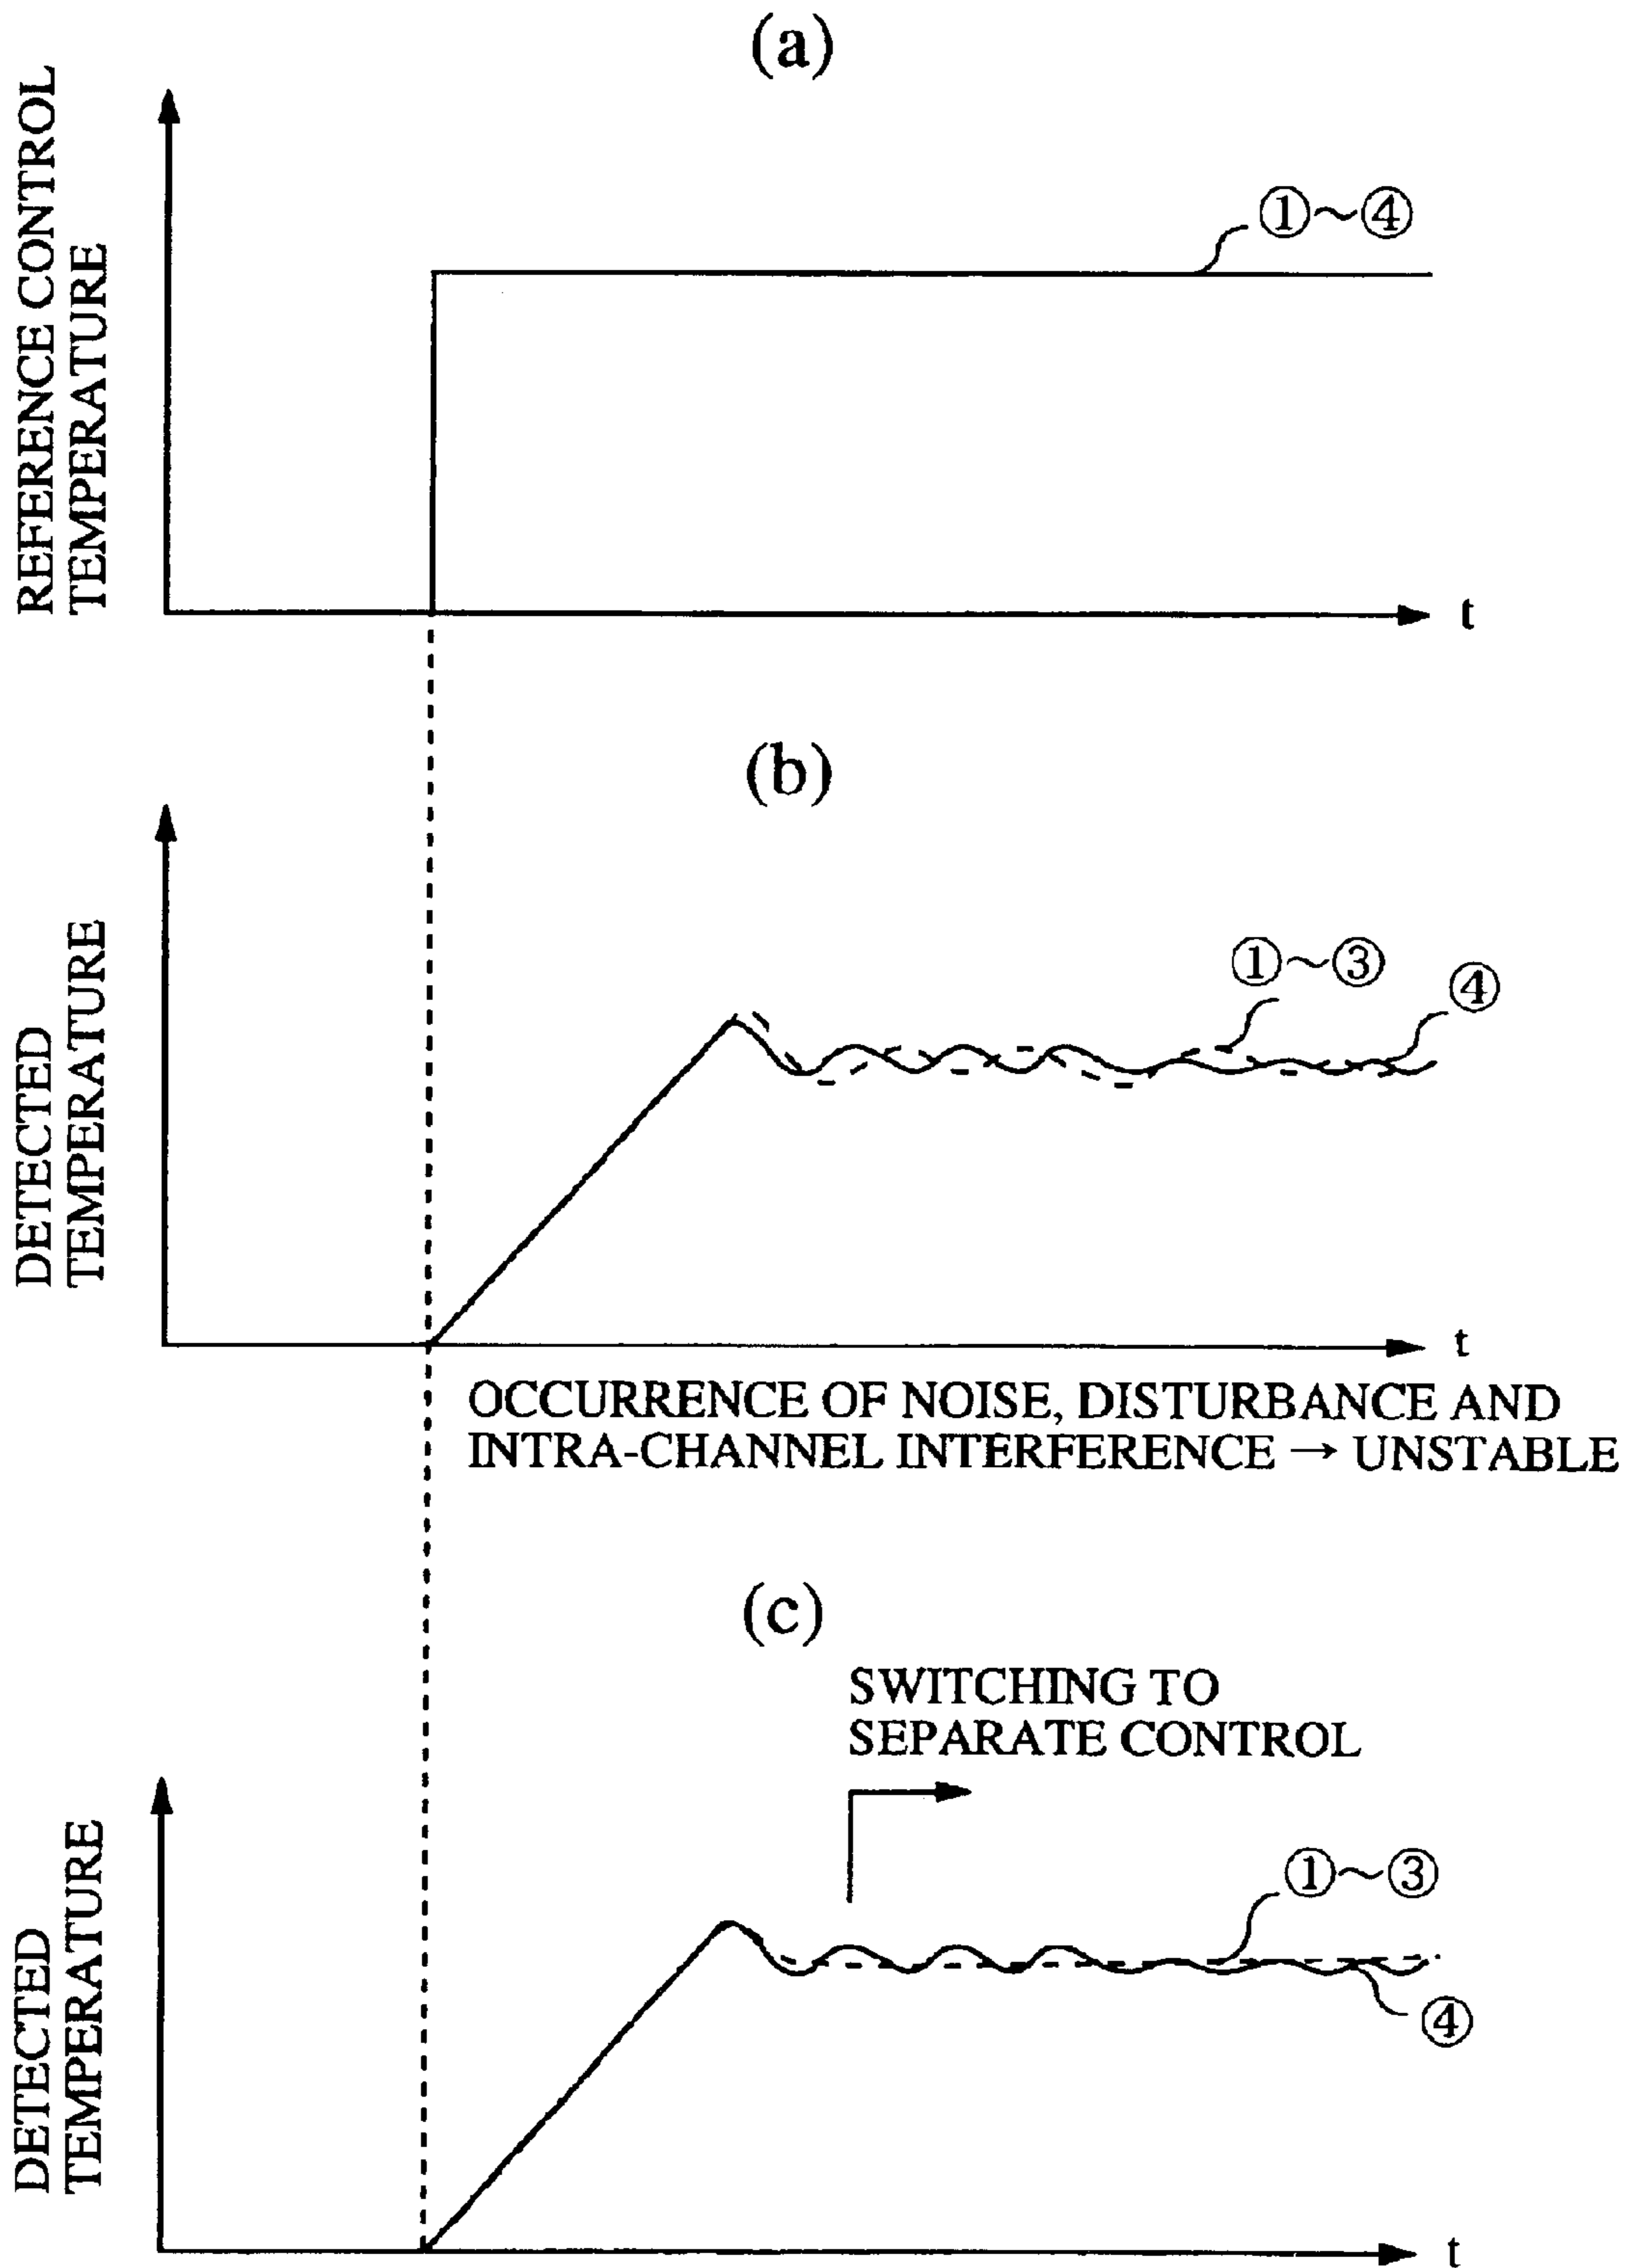 (a)
REFERENCE CONTROL
TEMPERATURE
①~④
t
(b)
DETECTED
TEMPERATURE
①~③
④
t
OCCURRENCE OF NOISE, DISTURBANCE AND
INTRA-CHANNEL INTERFERENCE → UNSTABLE
(c)
SWITCHING TO
SEPARATE CONTROL
DETECTED
TEMPERATURE
①~③
④
t